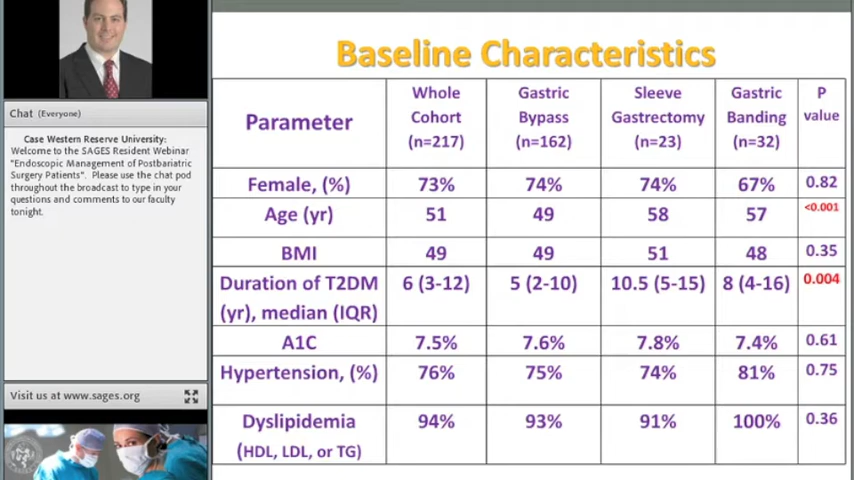 Chat (Everyone)
Case Western Reserve University:
Welcome to the SAGES Resident Webinar
"Endoscopic Management of Postbariatric
Surgery Patients". Please use the chat pod
throughout the broadcast to type in your
questions and comments to our faculty
tonight.
Visit us at www.sages.org
Baseline Characteristics
Parameter
Whole
Cohort
(n=217)
Gastric
Bypass
(n=162)
Sleeve
Gastrectomy
(n=23)
Gastric
Banding
(n=32)
P
value
Female, (%) 73% 74% 74% 67% 0.82
Age (yr) 51 49 58 57 <0.001
BMI 49 49 51 48 0.35
Duration of T2DM 6 (3-12) 5 (2-10) 10.5 (5-15) 8 (4-16) 0.004
(yr), median (IQR)
A1C 7.5% 7.6% 7.8% 7.4% 0.61
Hypertension, (%) 76% 75% 74% 81% 0.75
Dyslipidemia 94% 93% 91% 100% 0.36
(HDL, LDL, or TG)